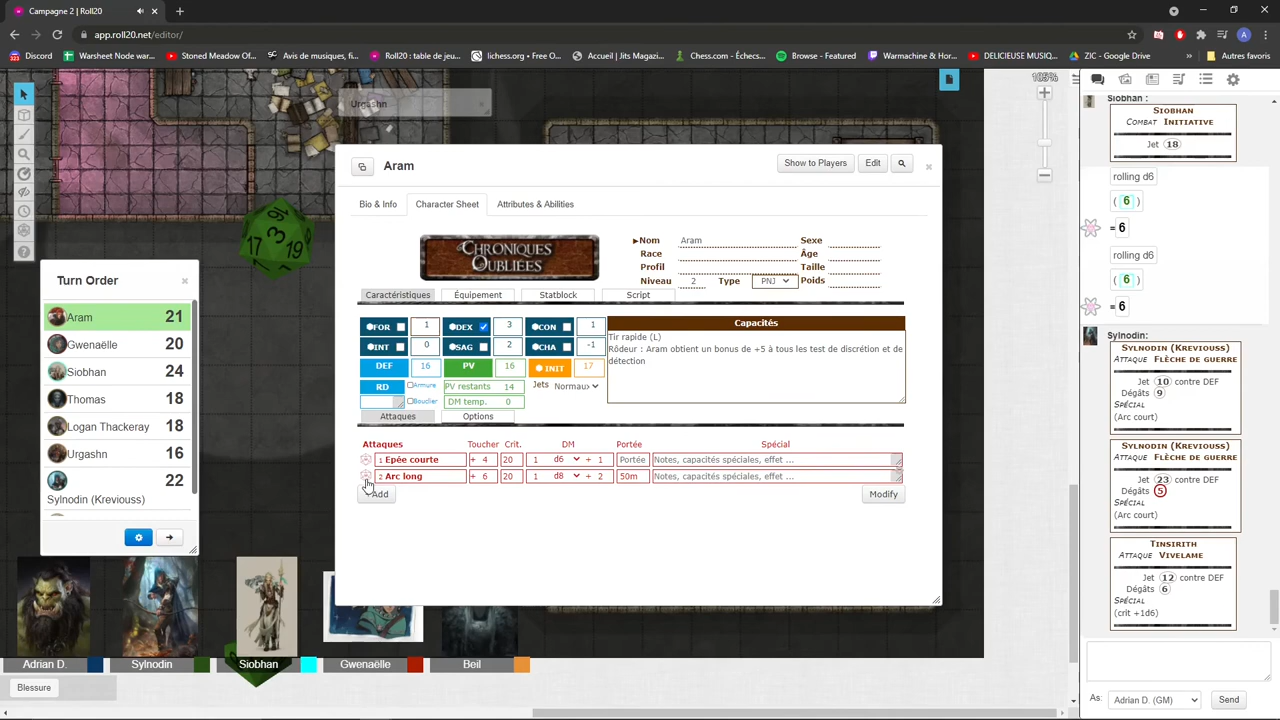 Campagne 2 | Roll20
app.roll20.net/editor/
Discord
Warsheet Node warp
Stoned Meadow Of...
Avis de musiques, fi...
Roll20 : table de jeu...
lichess.org • Free O...
Accueil | Jits Magazi...
Chess.com - Échecs...
Browse - Featured
Warmachine & Hor...
DELICIEUSE MUSIQ...
ZIC - Google Drive
Autres favoris
Urgashn
105%
Aram
Show to Players
Edit
Bio & Info
Character Sheet
Attributes & Abilities
CHRONIQUES
OUBLIÉES
Nom Aram Sexe
Race Âge
Profil Taille
Niveau 2 Type PNJ Poids
Caractéristiques Équipement Statblock Script
FOR 1 DEX 3 CON 1
INT 0 SAG 2 CHA -1
DEF 16 PV 16 INIT 17
RD Armure PV restants 14 Jets Normaux
Bouclier DM temp. 0
Capacités
Tir rapide (L)
Rôdeur : Aram obtient un bonus de +5 à tous les test de discrétion et de
détection
Attaques Options
Attaques Toucher Crit. DM Portée Spécial
1 Epée courte + 4 20 1 d6 + 1 Portée Notes, capacités spéciales, effet ...
2 Arc long + 6 20 1 d8 + 2 50m Notes, capacités spéciales, effet ...
+Add
Modify
Turn Order
Aram 21
Gwenaëlle 20
Siobhan 24
Thomas 18
Logan Thackeray 18
Urgashn 16
22
Sylnodin (Kreviouss)
17
3
19
16
Adrian D.
Sylnodin
Siobhan
Gwenaëlle
Beil
Blessure
Siobhan :
SIOBHAN
COMBAT INITIATIVE
Jet 18
rolling d6
( 6 )
= 6
rolling d6
( 6 )
= 6
Sylnodin:
SYLNODIN (KREVIOUSS)
ATTAQUE FLÈCHE DE GUERRE
Jet 10 contre DEF
Dégâts 9
SPÉCIAL
(Arc court)
SYLNODIN (KREVIOUSS)
ATTAQUE FLÈCHE DE GUERRE
Jet 23 contre DEF
Dégâts 5
SPÉCIAL
(Arc court)
TINSIRITH
ATTAQUE VIVELAME
Jet 12 contre DEF
Dégâts 6
SPÉCIAL
(crit +1d6)
As: Adrian D. (GM)
Send